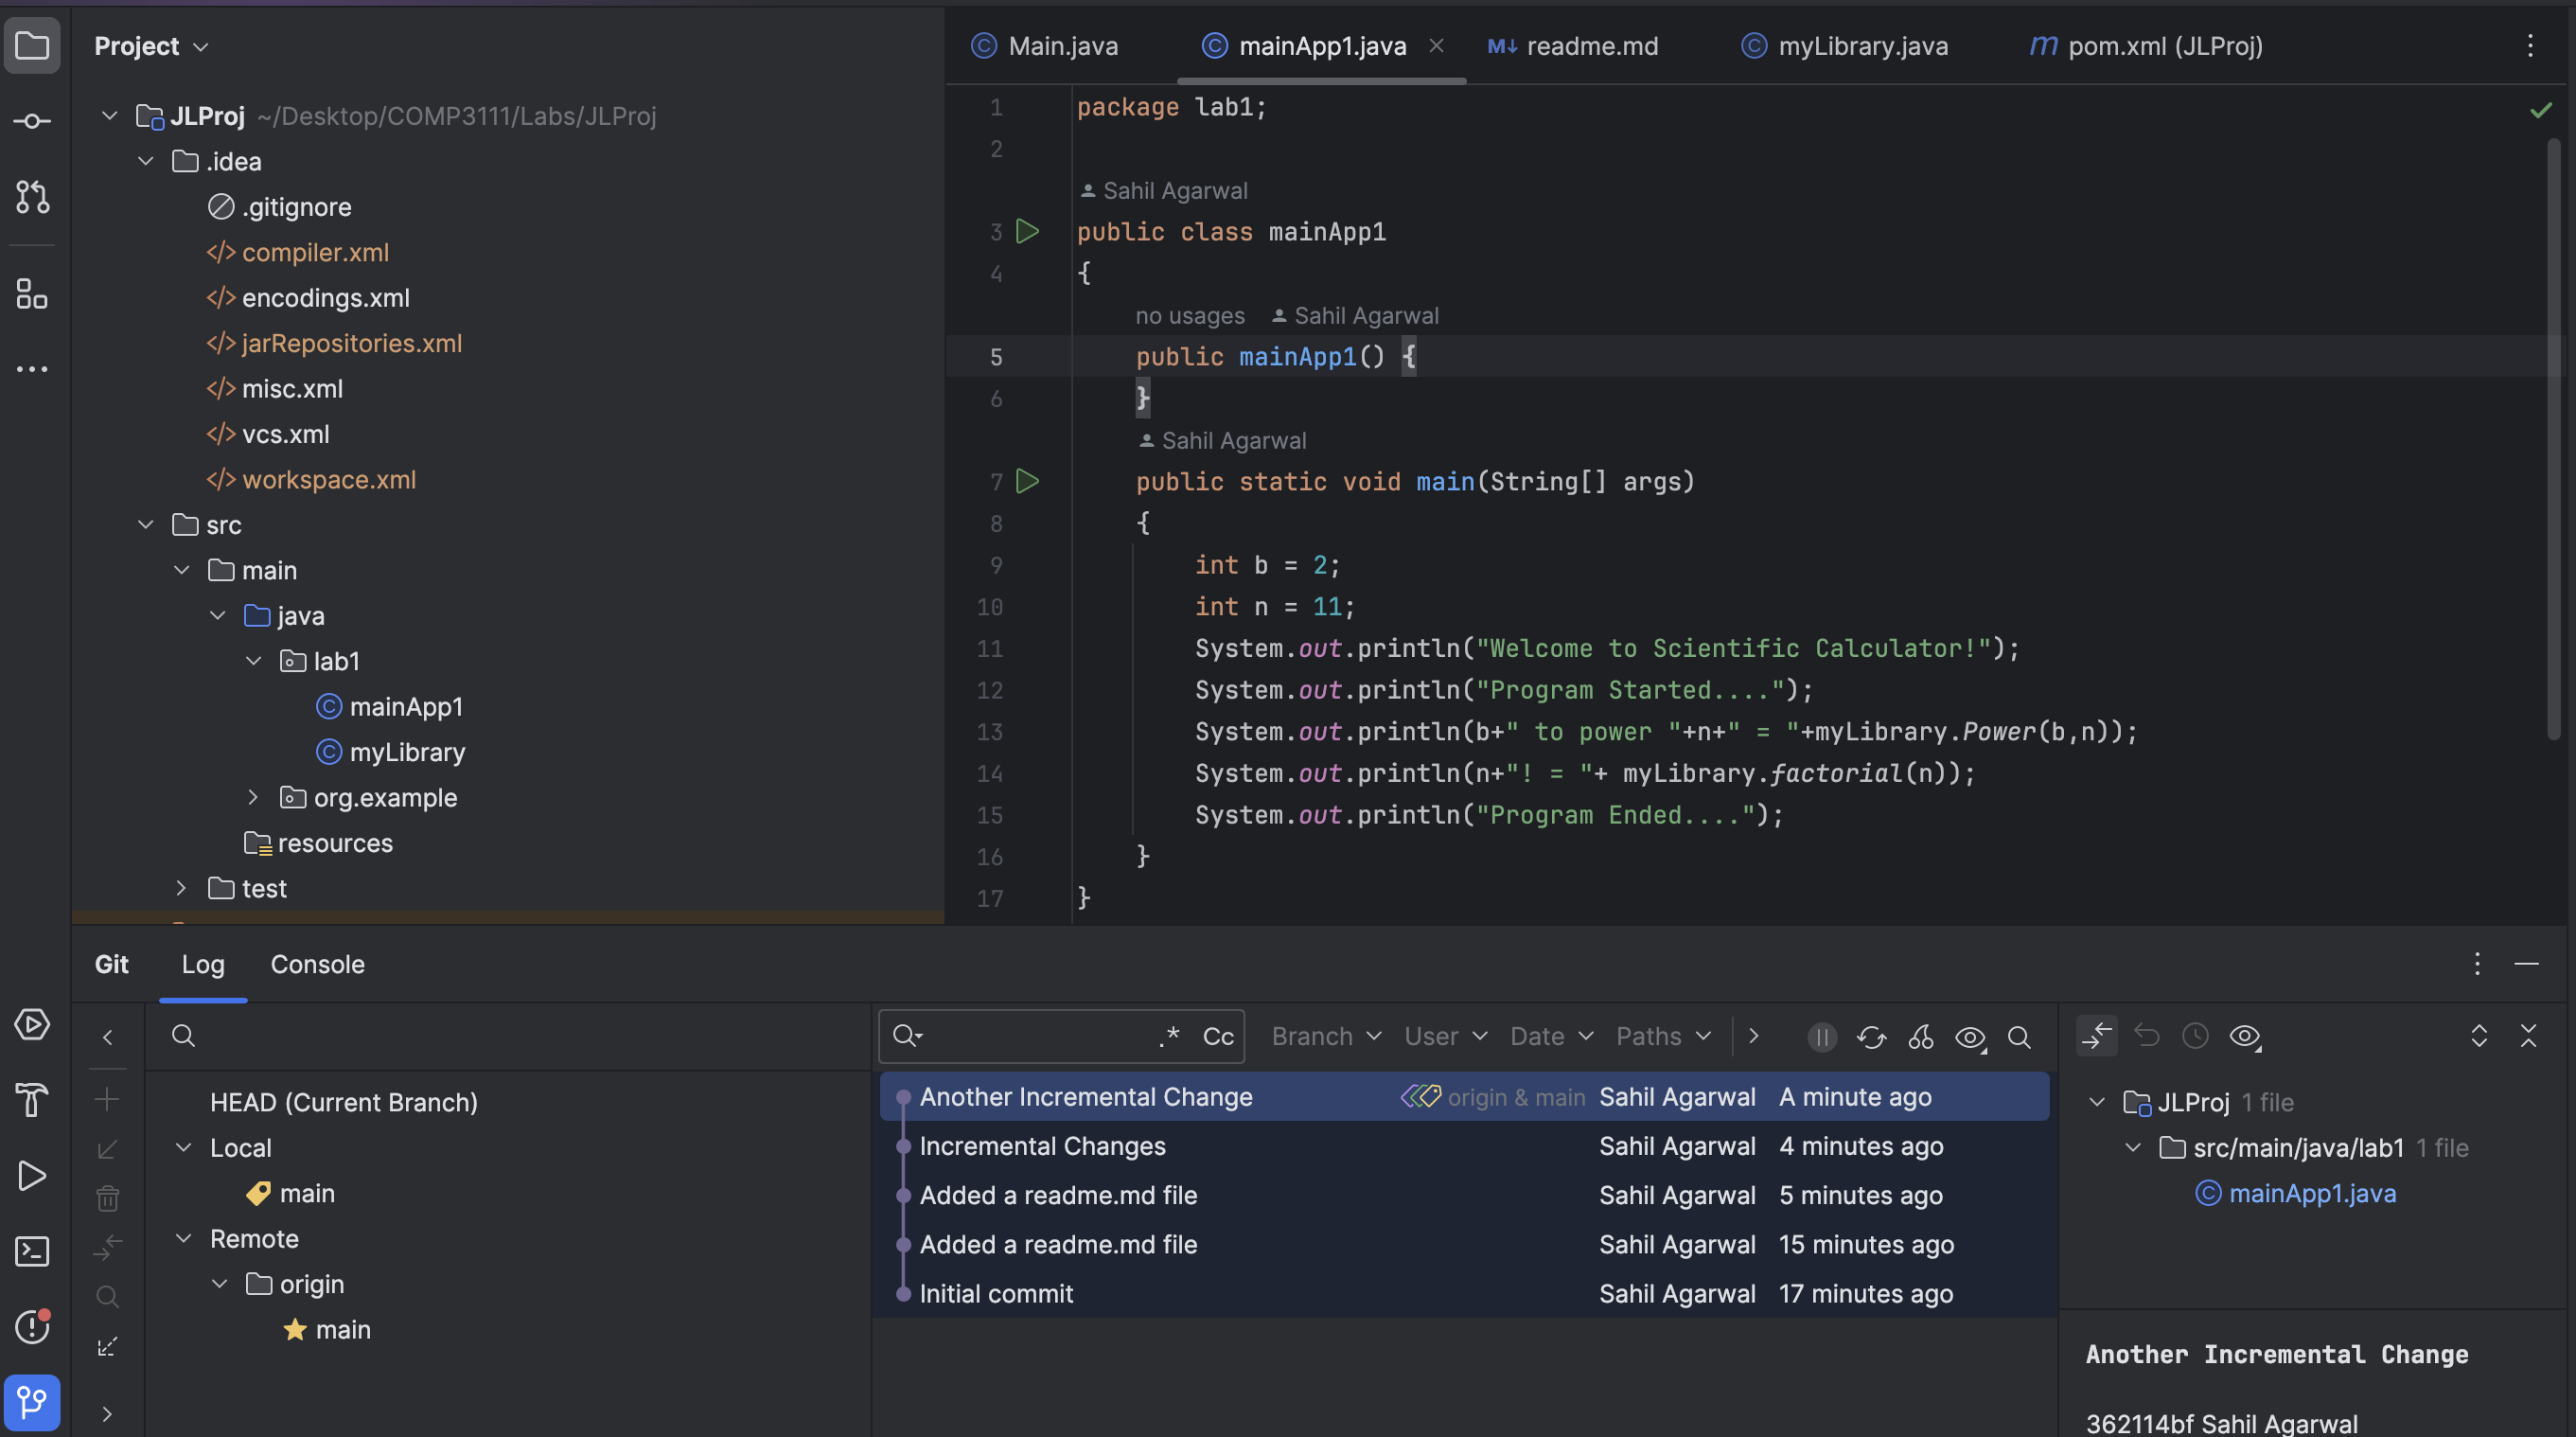 Project
JLProj ~/Desktop/COMP3111/Labs/JLProj
.idea
.gitignore
</> compiler.xml
</> encodings.xml
</> jarRepositories.xml
</> misc.xml
</> vcs.xml
</> workspace.xml
src
main
java
lab1
C mainApp1
C myLibrary
org.example
resources
test
C Main.java C mainApp1.java M↓ readme.md C myLibrary.java m pom.xml (JLProj)
1 package lab1;
2
Sahil Agarwal
3 public class mainApp1
4 {
no usages Sahil Agarwal
5 public mainApp1() {
6 }
Sahil Agarwal
7 public static void main(String[] args)
8 {
9 int b = 2;
10 int n = 11;
11 System.out.println("Welcome to Scientific Calculator!");
12 System.out.println("Program Started....");
13 System.out.println(b+" to power "+n+" = "+myLibrary.Power(b,n));
14 System.out.println(n+"! = "+ myLibrary.factorial(n));
15 System.out.println("Program Ended....");
16 }
17 }
Git Log Console
HEAD (Current Branch)
Local
main
Remote
origin
main
.* Cc Branch User Date Paths
Another Incremental Change origin & main Sahil Agarwal A minute ago
Incremental Changes Sahil Agarwal 4 minutes ago
Added a readme.md file Sahil Agarwal 5 minutes ago
Added a readme.md file Sahil Agarwal 15 minutes ago
Initial commit Sahil Agarwal 17 minutes ago
JLProj 1 file
src/main/java/lab1 1 file
C mainApp1.java
Another Incremental Change
362114bf Sahil Agarwal